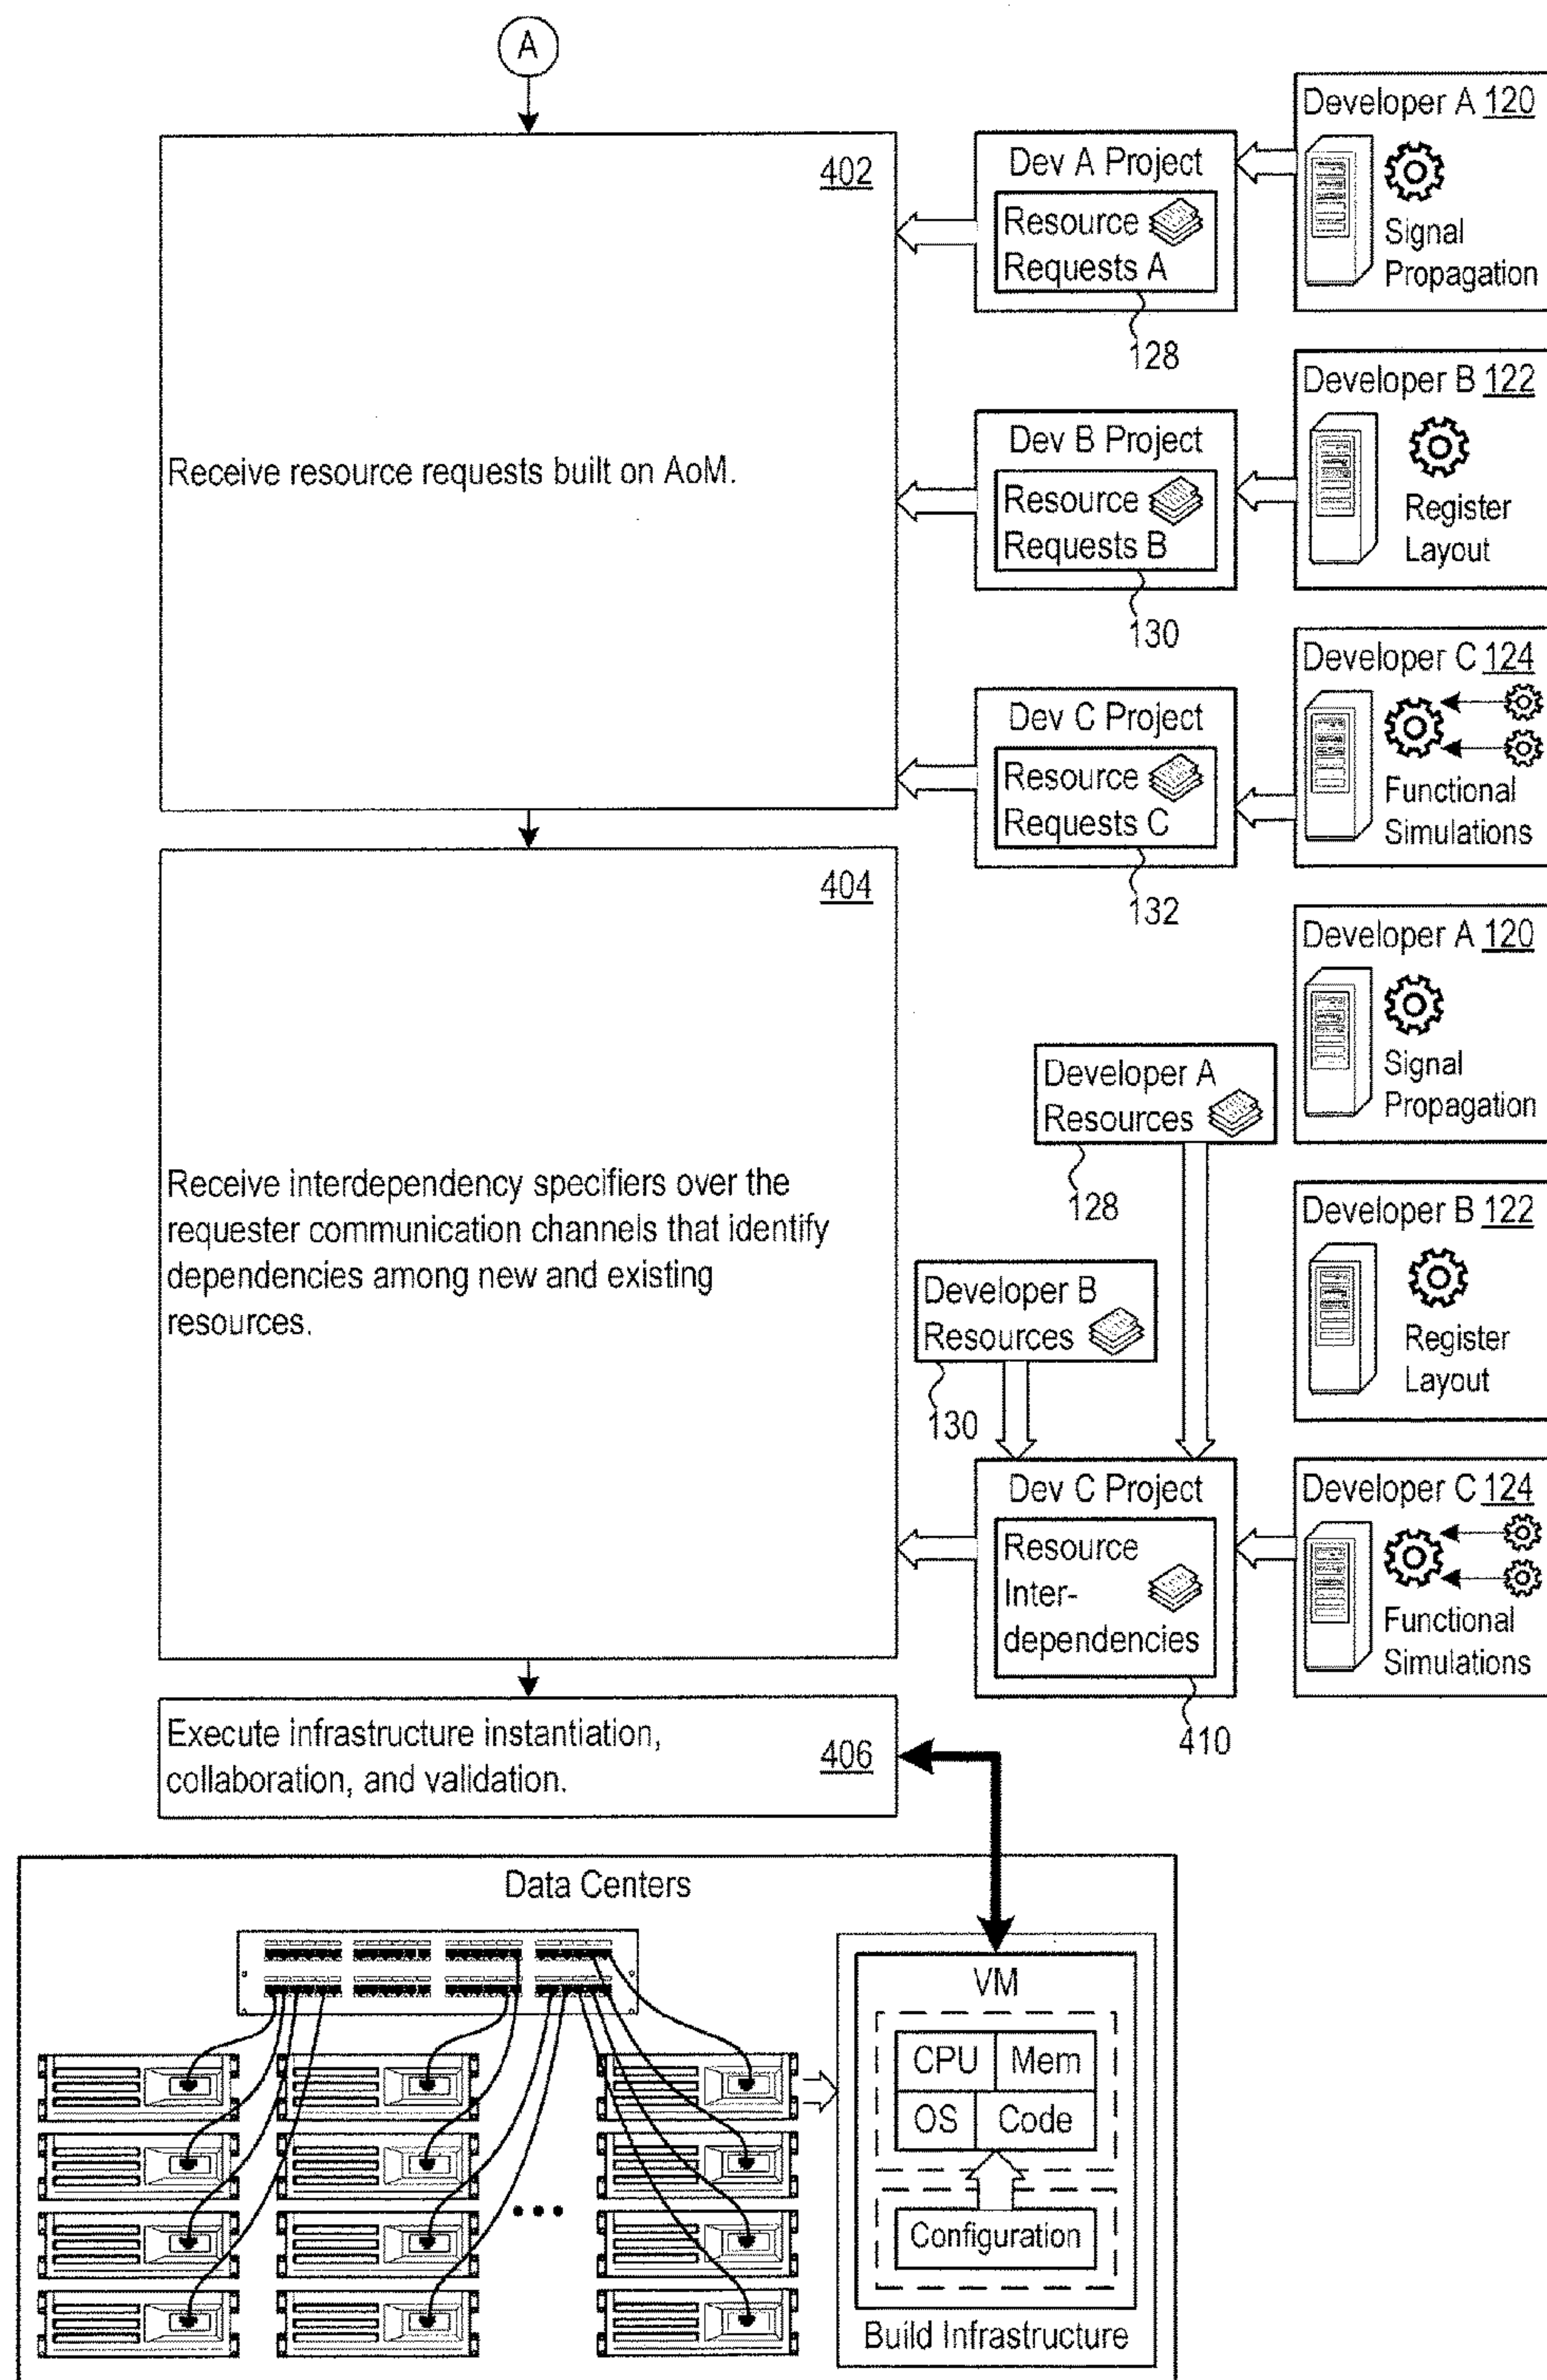 A
402
Receive resource requests built on AoM.
Dev A Project
Resource
Requests A
128
Developer A 120
Signal
Propagation
Dev B Project
Resource
Requests B
130
Developer B 122
Register
Layout
Dev C Project
Resource
Requests C
132
Developer C 124
Functional
Simulations
404
Receive interdependency specifiers over the
requester communication channels that identify
dependencies among new and existing
resources.
Developer A 120
Signal
Propagation
Developer A
Resources
128
Developer B 122
Register
Layout
Developer B
Resources
130
Dev C Project
Resource
Inter-
dependencies
410
Developer C 124
Functional
Simulations
Execute infrastructure instantiation,
collaboration, and validation.
406
Data Centers
VM
CPU Mem
OS Code
Configuration
Build Infrastructure